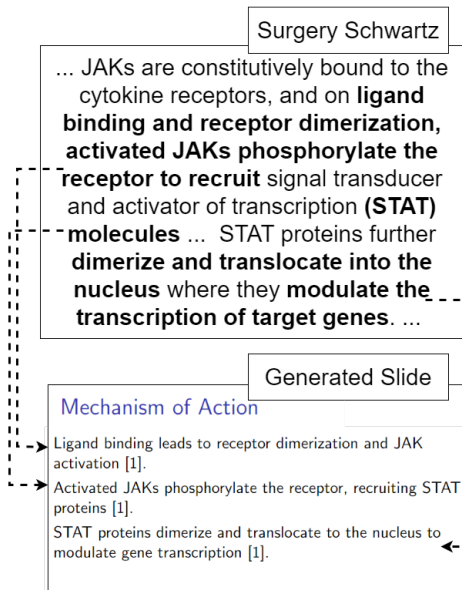 Surgery Schwartz
... JAKs are constitutively bound to the
cytokine receptors, and on ligand
binding and receptor dimerization,
activated JAKs phosphorylate the
receptor to recruit signal transducer
and activator of transcription (STAT)
molecules ... STAT proteins further
dimerize and translocate into the
nucleus where they modulate the
transcription of target genes. ...
Generated Slide
Mechanism of Action
Ligand binding leads to receptor dimerization and JAK
activation [1].
Activated JAKs phosphorylate the receptor, recruiting STAT
proteins [1].
STAT proteins dimerize and translocate to the nucleus to
modulate gene transcription [1].